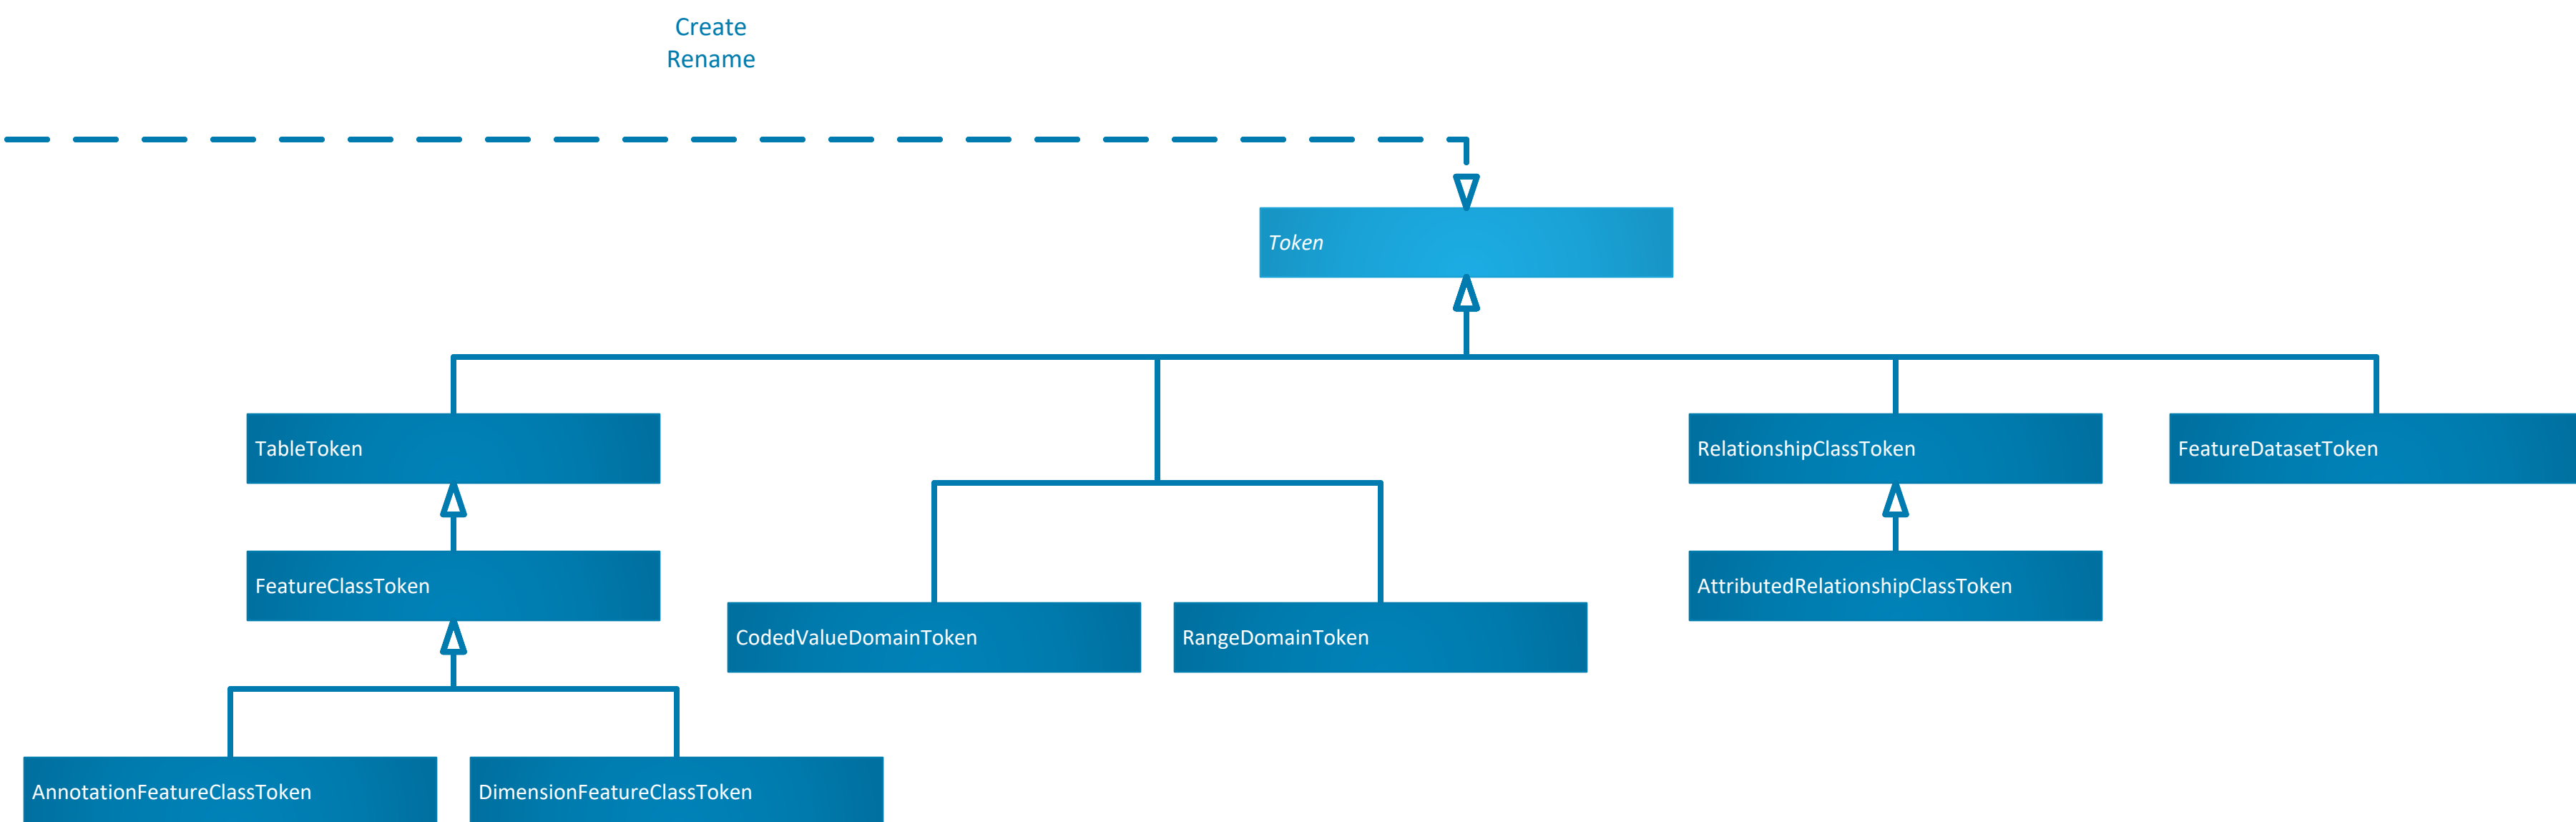 Create
Rename
Token
TableToken
RelationshipClassToken
FeatureDatasetToken
FeatureClassToken
AttributedRelationshipClassToken
CodedValueDomainToken
RangeDomainToken
AnnotationFeatureClassToken
DimensionFeatureClassToken